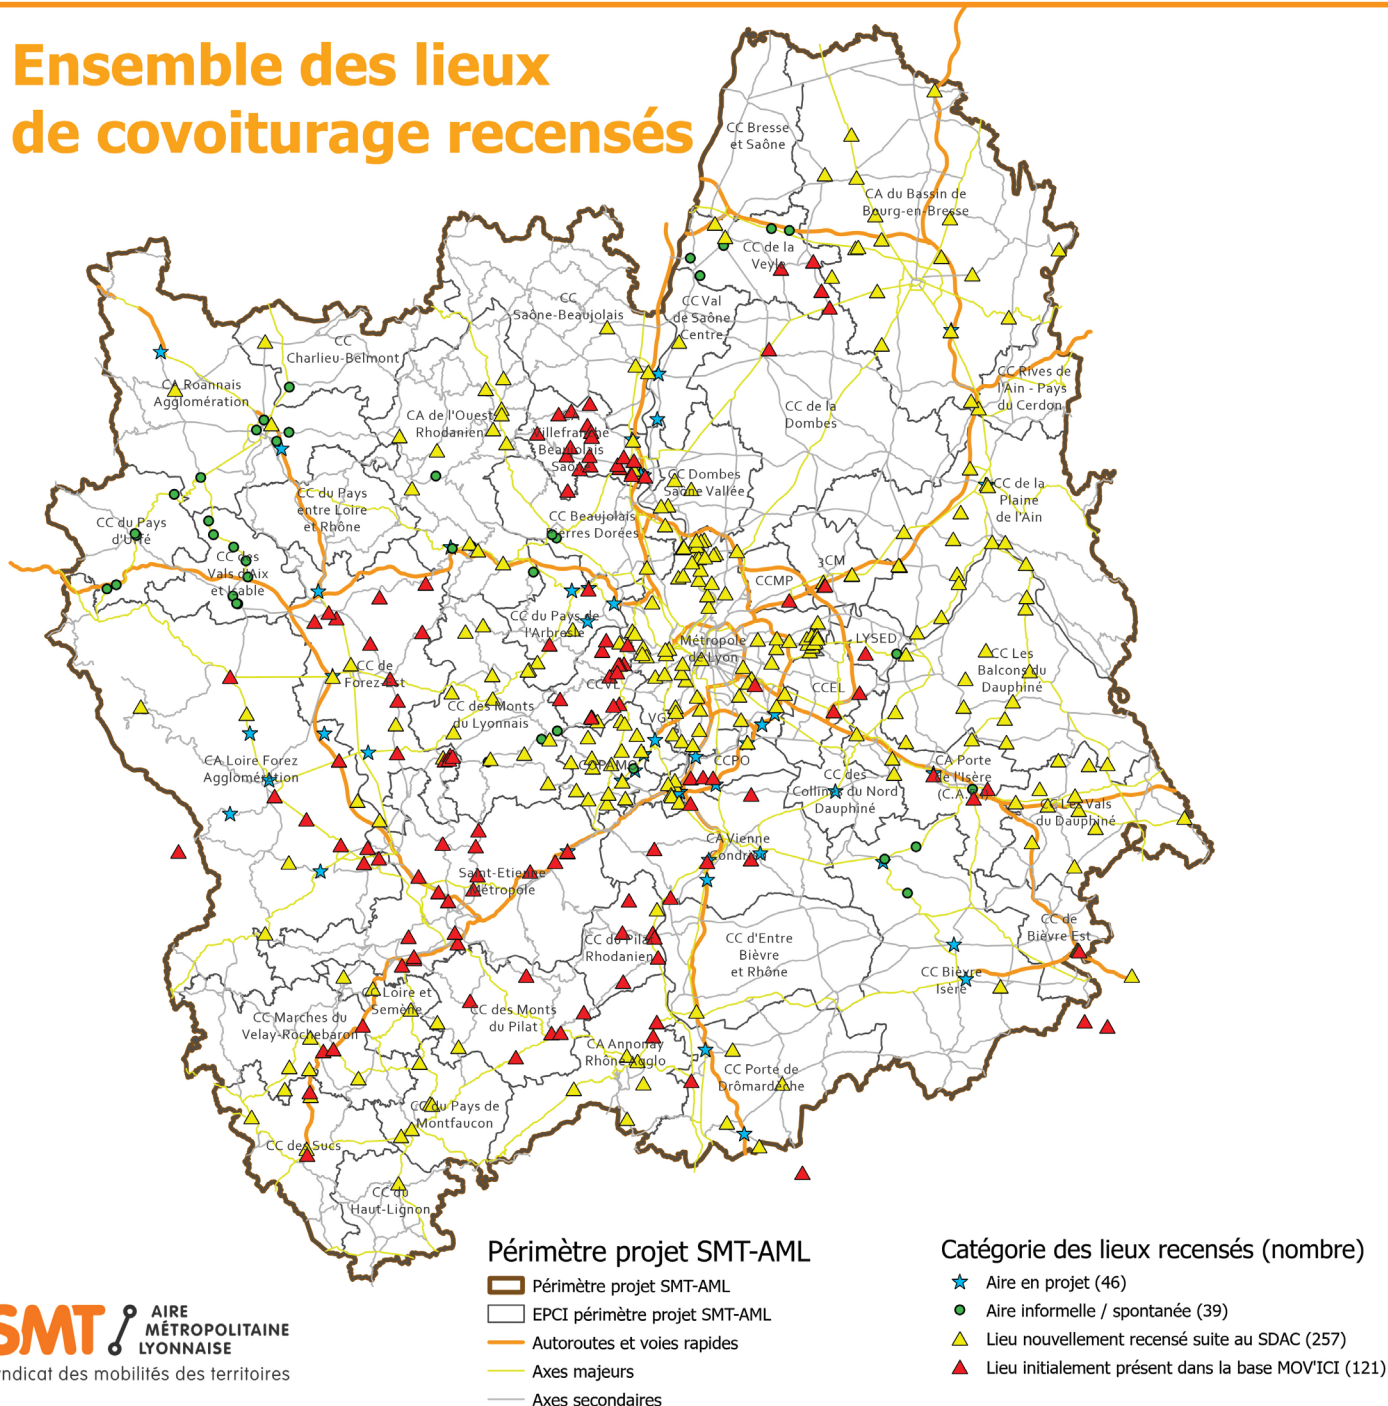 Ensemble des lieux
de covoiturage recensés
CC Bresse
et Saône
CA du Bassin de
Bourg-en-Bresse
CC de la
Veyle
CC
Saône-Beaujolais
CC Val
de Saône
Centre
CC
Charlieu-Belmont
CA Roannais
Agglomération
CA de l'Ouest
Rhodanien
Villefranche
Beaujolais
Saône
CC de la
Dombes
CC Rives de
l'Ain - Pays
du Cerdon
CC Dombes
Saône Vallée
CC de la
Plaine
de l'Ain
CC du Pays
entre Loire
et Rhône
CC du Pays
d'Urfé
CC des
Vals d'Aix
et Isable
CC Beaujolais
Pierres Dorées
3CM
CCMP
CC du Pays de
l'Arbresle
Métropole
de Lyon
LYSED
CC Les
Balcons du
Dauphiné
CC de
Forez-Est
CCVL
CCEL
CC des Monts
du Lyonnais
VG
CA Loire Forez
Agglomération
COPAMO
CCPO
CC des
Collines du Nord
Dauphiné
CA Porte
de l'Isère
(C.A.P.I)
CC Les Vals
du Dauphiné
CA Vienne
Condrieu
Saint-Etienne
Métropole
CC du Pilat
Rhodanien
CC d'Entre
Bièvre
et Rhône
CC de
Bièvre Est
CC Bièvre
Isère
CC Loire et
Semène
CC Marches du
Velay-Rochebaron
CC des Monts
du Pilat
CA Annonay
Rhône Agglo
CC Porte de
Drômardèche
CC du Pays de
Montfaucon
CC des Sucs
CC du
Haut-Lignon
Périmètre projet SMT-AML
Périmètre projet SMT-AML
EPCI périmètre projet SMT-AML
Autoroutes et voies rapides
Axes majeurs
Axes secondaires
Catégorie des lieux recensés (nombre)
Aire en projet (46)
Aire informelle / spontanée (39)
Lieu nouvellement recensé suite au SDAC (257)
Lieu initialement présent dans la base MOV'ICI (121)
SMT
AIRE
MÉTROPOLITAINE
LYONNAISE
ndicat des mobilités des territoires